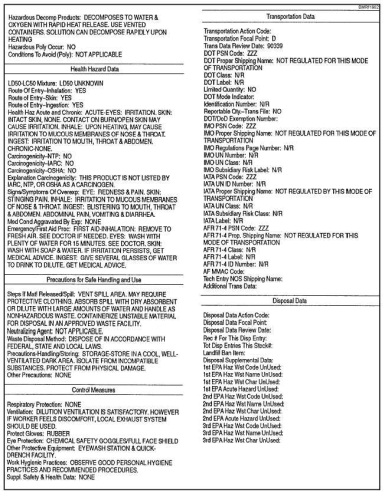 Hazardous Decomp Products: DECOMPOSES TO WATER &
OXYGEN WITH RAPID HEAT RELEASE. USE VENTED
CONTAINERS. SOLUTION CAN DECOMPOSE RAPIDLY UPON
HEATING
Hazardous Poly Occur: NO
Conditions To Avoid (Poly): NOT APPLICABLE
Health Hazard Data
LD50-LC50 Mixture: LD50 UNKNOWN
Route Of Entry-Inhalation: YES
Route Of Entry-Skin: YES
Route of Entry-Ingestion: YES
Health Haz Acute and Chronic: ACUTE-EYES: IRRITATION. SKIN:
INTACT SKIN, NONE. CONTACT ON BURN/OPEN SKIN MAY
CAUSE IRRITATION. INHALE: UPON HEATING, MAY CAUSE
IRRITATION TO MUCOUS MEMBRANES OF NOSE & THROAT.
INGEST: IRRITATION TO MOUTH, THROAT & ABDOMEN.
CHRONIC-NONE.
Carcinogenicity-NTP: NO
Carcinogenicity-IARC: NO
Carcinogenicity-OSHA: NO
Explanation Carcinogenicity: THIS PRODUCT IS NOT LISTED BY
IARC, NTP, OR OSHA AS A CARCINOGEN.
Signs/Symptoms Of Overexp: EYE: REDNESS & PAIN. SKIN:
STINGING PAIN. INHALE: IRRITATION TO MUCOUS MEMBRANES
OF NOSE & THROAT. INGEST: BLISTERING TO MOUTH, THROAT
& ABDOMEN. ABDOMINAL PAIN, VOMITING & DIARRHEA.
Med Cond Aggravated By Exp: NONE
Emergency/First Aid Proc: FIRST AID-INHALATION: REMOVE TO
FRESH AIR. SEE DOCTOR IF NEEDED. EYES: WASH WITH
PLENTY OF WATER FOR 15 MINUTES. SEE DOCTOR. SKIN:
WASH WITH SOAP & WATER. IF IRRITATION PERSISTS, GET
MEDICAL ADVICE. INGEST: GIVE SEVERAL GLASSES OF WATER
TO DRINK TO DILUTE. GET MEDICAL ADVICE.
Precautions for Safe Handling and Use
Steps If Matl Released/Spill: VENT SPILL AREA. MAY REQUIRE
PROTECTIVE CLOTHING. ABSORB SPILL WITH DRY ABSORBENT
OR DILUTE WITH LARGE AMOUNTS OF WATER AND HANDLE AS
NONHAZARDOUS WASTE. CONTAINERIZE UNSTABLE MATERIAL
FOR DISPOSAL IN AN APPROVED WASTE FACILITY.
Neutralizing Agent: NOT APPLICABLE.
Waste Disposal Method: DISPOSE OF IN ACCORDANCE WITH
FEDERAL, STATE AND LOCAL LAWS.
Precautions-Handling/Storing: STORAGE-STORE IN A COOL, WELL-
VENTILATED DARK AREA. ISOLATE FROM INCOMPATIBLE
SUBSTANCES. PROTECT FROM PHYSICAL DAMAGE.
Other Precautions: NONE
Control Measures
Respiratory Protection: NONE
Ventilation: DILUTION VENTILATION IS SATISFACTORY. HOWEVER
IF WORKER FEELS DISCOMFORT, LOCAL EXHAUST SYSTEM
SHOULD BE USED.
Protect Gloves: RUBBER
Eye Protection: CHEMICAL SAFETY GOGGLES/FULL FACE SHIELD
Other Protective Equipment: EYEWASH STATION & QUICK-
DRENCH FACILITY.
Work Hygienic Practices: OBSERVE GOOD PERSONAL HYGIENE
PRACTICES AND RECOMMENDED PROCEDURES.
Suppl. Safety & Health Data: NONE
Transportation Data
Transportation Action Code:
Transportation Focal Point: D
Trans Data Review Date: 90339
DOT PSN Code: ZZZ
DOT Proper Shipping Name: NOT REGULATED FOR THIS MODE
OF TRANSPORTATION
DOT Class: N/R
DOT Label: N/R
Limited Quantity: NO
DOT Mode Indicator:
Identification Number: N/R
Reportable Qty--Trans File: NO
DOT/DoD Exemption Number:
IMO PSN Code: ZZZ
IMO Proper Shipping Name: NOT REGULATED FOR THIS MODE OF
TRANSPORTATION
IMO Regulations Page Number: N/R
IMO UN Number: N/R
IMO UN Class: N/R
IMO Subsidiary Risk Label: N/R
IATA PSN Code: ZZZ
IATA UN ID Number: N/R
IATA Proper Shipping Name: NOT REGULATED BY THIS MODE OF
TRANSPORTATION
IATA UN Class: N/R
IATA Subsidiary Risk Class: N/R
IATA Label: N/R
AFR 71-4 PSN Code: ZZZ
AFR 71-4 Prop. Shipping Name: NOT REGULATED FOR THIS
MODE OF TRANSPORTATION
AFR 71-4 Class: N/R
AFR 71-4 Label: N/R
AFR 71-4 ID Number: N/R
AF MMAC Code:
Tech Entry NOS Shipping Name:
Additional Trans Data:
Disposal Data
Disposal Data Action Code:
Disposal Data Focal Point:
Disposal Data Review Date:
Rec # For This Disp Entry:
Tot Disp Entries This Stock#:
Landfill Ban Item:
Disposal Supplemental Data:
1st EPA Haz Wst Code UnUsed:
1st EPA Haz Wst Name UnUsed:
1st EPA Haz Wst Char UnUsed:
1st EPA Acute Hazard UnUsed:
2nd EPA Haz Wst Code UnUsed:
2nd EPA Haz Wst Name UnUsed:
2nd EPA Haz Wst Char UnUsed:
2nd EPA Acute Hazard UnUsed:
3rd EPA Haz Wst Code UnUsed:
3rd EPA Haz Wst Name UnUsed:
3rd EPA Haz Wst Char UnUsed: